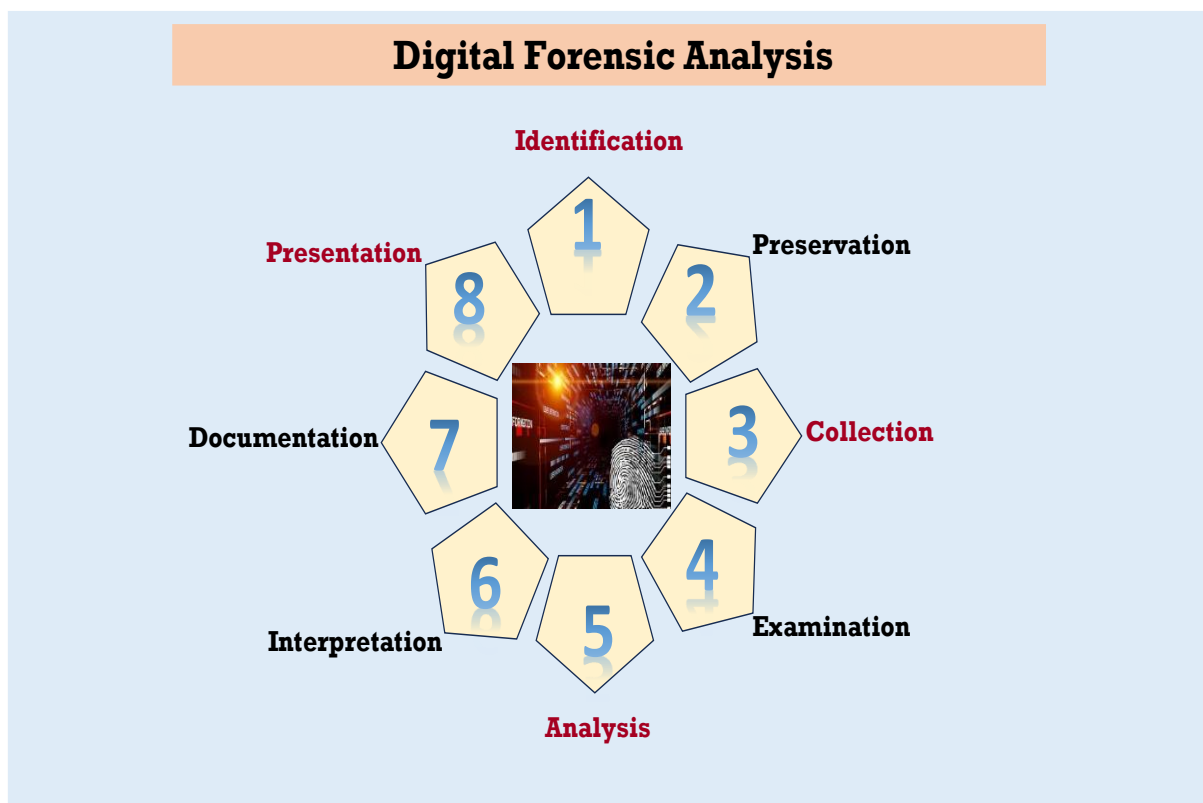 Digital Forensic Analysis
Identification
1
Preservation
2
Collection
3
Examination
4
Analysis
5
Interpretation
6
Documentation
7
Presentation
8